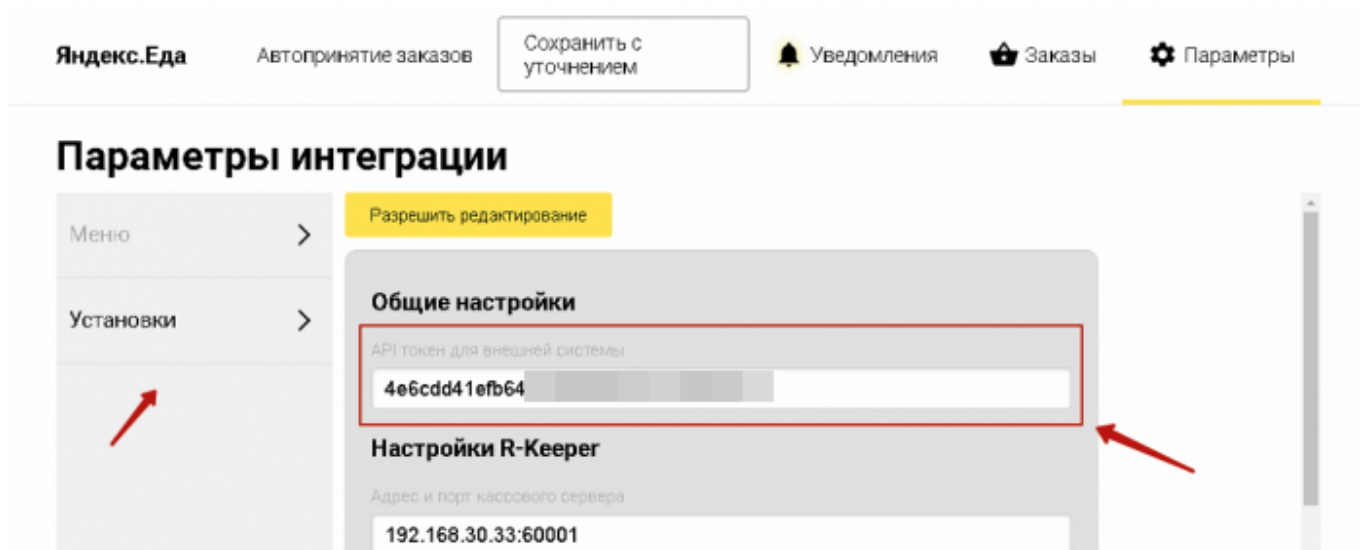 Яндекс.Еда
Автопринятие заказов
Сохранить с
уточнением
Уведомления
Заказы
Параметры
Параметры интеграции
Меню
Установки
Разрешить редактирование
Общие настройки
API токен для внешней системы
4e6cdd41efb64
Настройки R-Keeper
Адрес и порт кассового сервера
192.168.30.33:60001